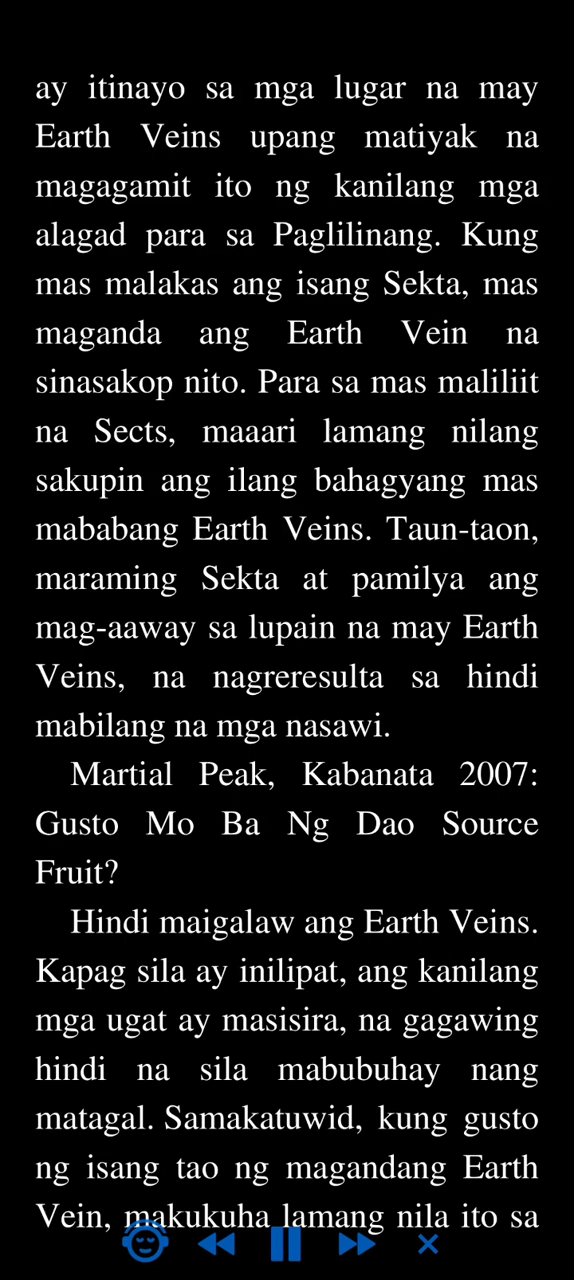 ay itinayo sa mga lugar na may
Earth Veins upang matiyak na
magagamit ito ng kanilang mga
alagad para sa Paglilinang. Kung
mas malakas ang isang Sekta, mas
maganda ang Earth Vein na
sinasakop nito. Para sa mas maliliit
na Sects, maaari lamang nilang
sakupin ang ilang bahagyang mas
mababang Earth Veins. Taun-taon,
maraming Sekta at pamilya ang
mag-aaway sa lupain na may Earth
Veins, na nagreresulta sa hindi
mabilang na mga nasawi.
Martial Peak, Kabanata 2007:
Gusto Mo Ba Ng Dao Source
Fruit?
Hindi maigalaw ang Earth Veins.
Kapag sila ay inilipat, ang kanilang
mga ugat ay masisira, na gagawing
hindi na sila mabubuhay nang
matagal. Samakatuwid, kung gusto
ng isang tao ng magandang Earth
Vein, makukuha lamang nila ito sa